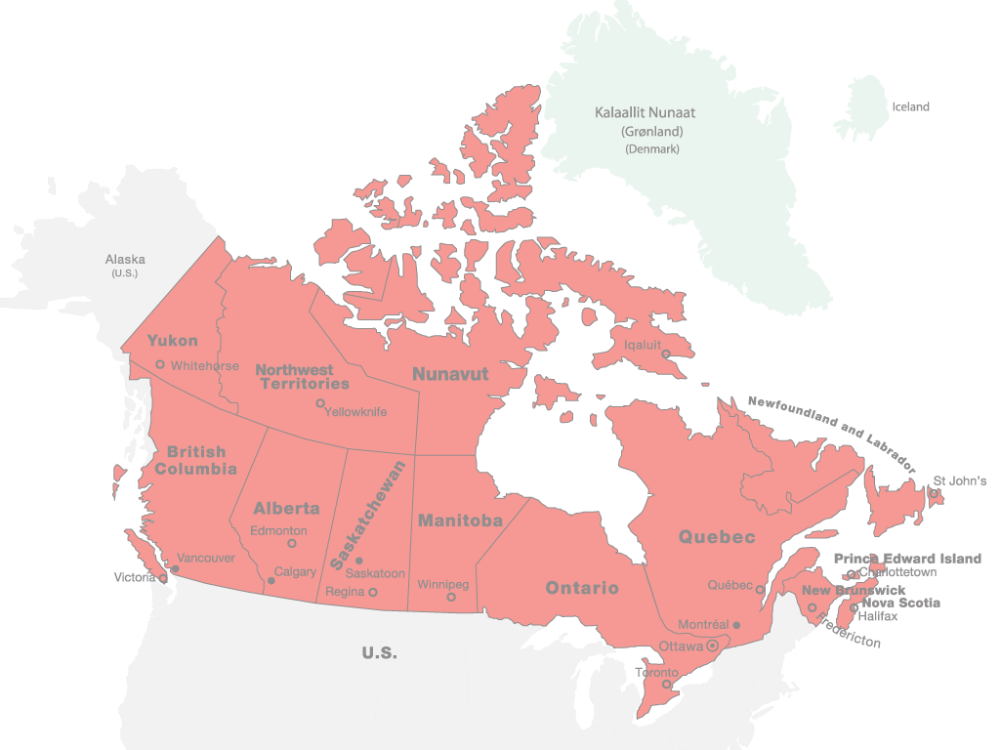 Kalaallit Nunaat
(Grønland)
(Denmark)
Iceland
Alaska
(U.S.)
Yukon
Whitehorse
Northwest
Territories
Yellowknife
Nunavut
Iqaluit
Newfoundland and Labrador
St John's
British
Columbia
Alberta
Edmonton
Saskatchewan
Manitoba
Quebec
Ontario
Vancouver
Victoria
Calgary
Saskatoon
Regina
Winnipeg
Québec
Montréal
Ottawa
Toronto
Prince Edward Island
Charlottetown
New Brunswick
Nova Scotia
Halifax
Fredericton
U.S.